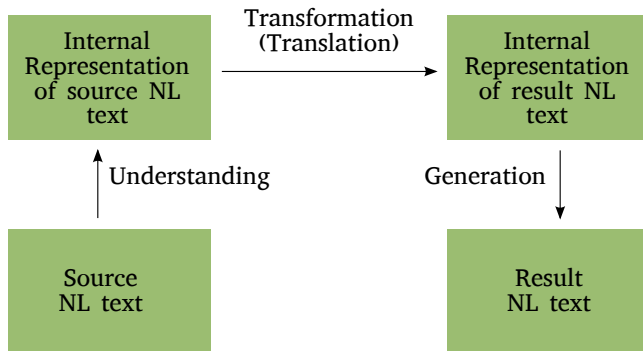 Transformation
(Translation)
Internal
Representation
of source NL
text
Internal
Representation
of result NL
text
Understanding
Generation
Source
NL text
Result
NL text